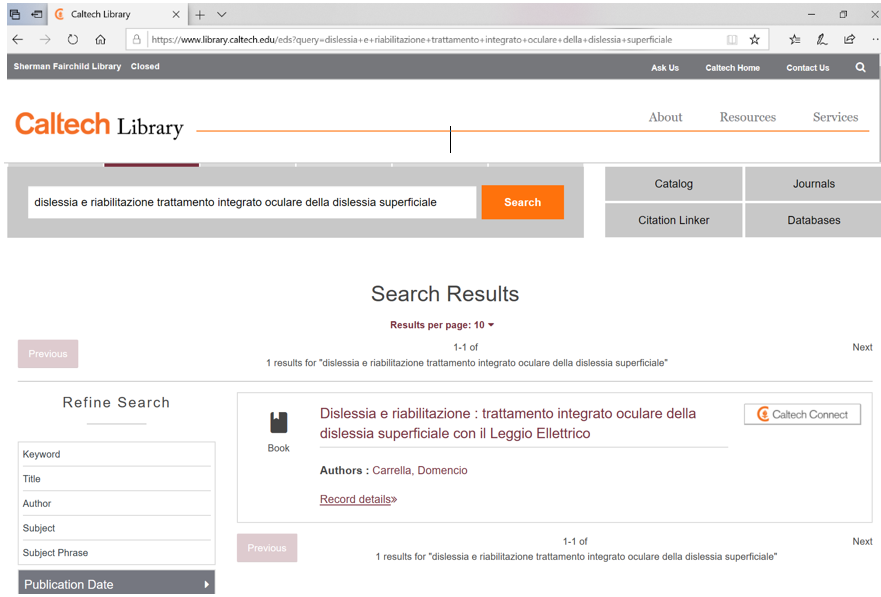 Caltech Library
https://www.library.caltech.edu/eds?query=dislessia+e+riabilitazione+trattamento+integrato+oculare+della+dislessia+superficiale
Sherman Fairchild Library Closed
Ask Us Caltech Home Contact Us
Caltech Library
About Resources Services
dislessia e riabilitazione trattamento integrato oculare della dislessia superficiale
Search
Catalog Journals
Citation Linker Databases
Search Results
Results per page: 10
Previous
1-1 of
Next
1 results for "dislessia e riabilitazione trattamento integrato oculare della dislessia superficiale"
Refine Search
Keyword
Title
Author
Subject
Subject Phrase
Publication Date
Book
Dislessia e riabilitazione : trattamento integrato oculare della
dislessia superficiale con il Leggio Ellettrico
Caltech Connect
Authors : Carrella, Domencio
Record details»
Previous
1-1 of
Next
1 results for "dislessia e riabilitazione trattamento integrato oculare della dislessia superficiale"